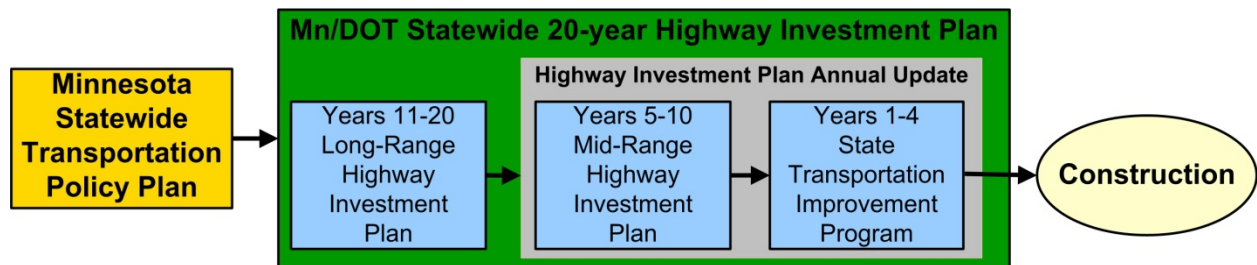 Mn/DOT Statewide 20-year Highway Investment Plan
Minnesota
Statewide
Transportation
Policy Plan
Highway Investment Plan Annual Update
Years 11-20
Long-Range
Highway
Investment
Plan
Years 5-10
Mid-Range
Highway
Investment
Plan
Years 1-4
State
Transportation
Improvement
Program
Construction